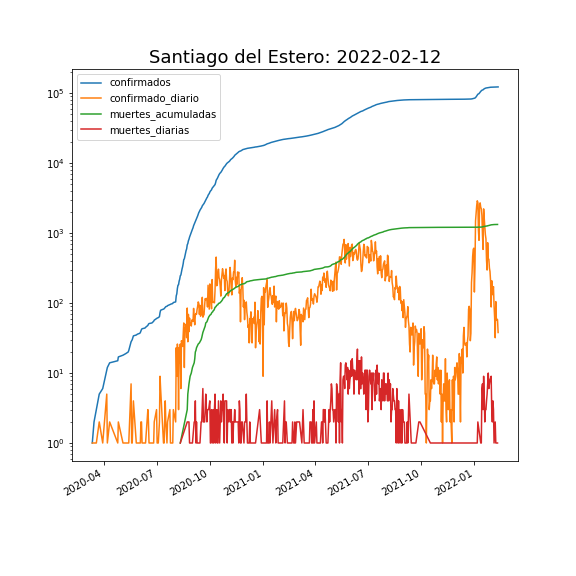 Santiago del Estero: 2022-02-12
confirmados
confirmado_diario
muertes_acumuladas
muertes_diarias
10^5
10^4
10^3
10^2
10^1
10^0
2020-04 2020-07 2020-10 2021-01 2021-04 2021-07 2021-10 2022-01